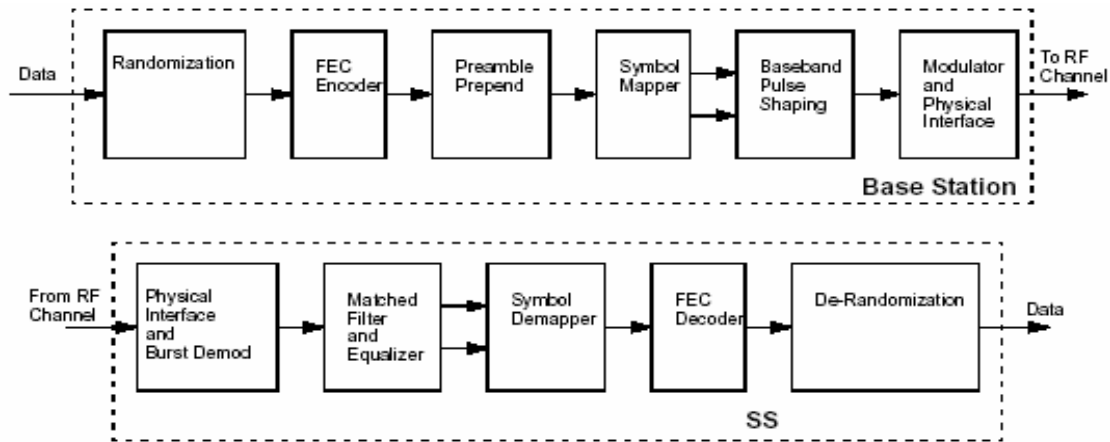 Data
Randomization
FEC
Encoder
Preamble
Prepend
Symbol
Mapper
Baseband
Pulse
Shaping
Modulator
and
Physical
Interface
To RF
Channel
Base Station
From RF
Channel
Physical
Interface
and
Burst Demod
Matched
Filter
and
Equalizer
Symbol
Demapper
FEC
Decoder
De-Randomization
Data
SS